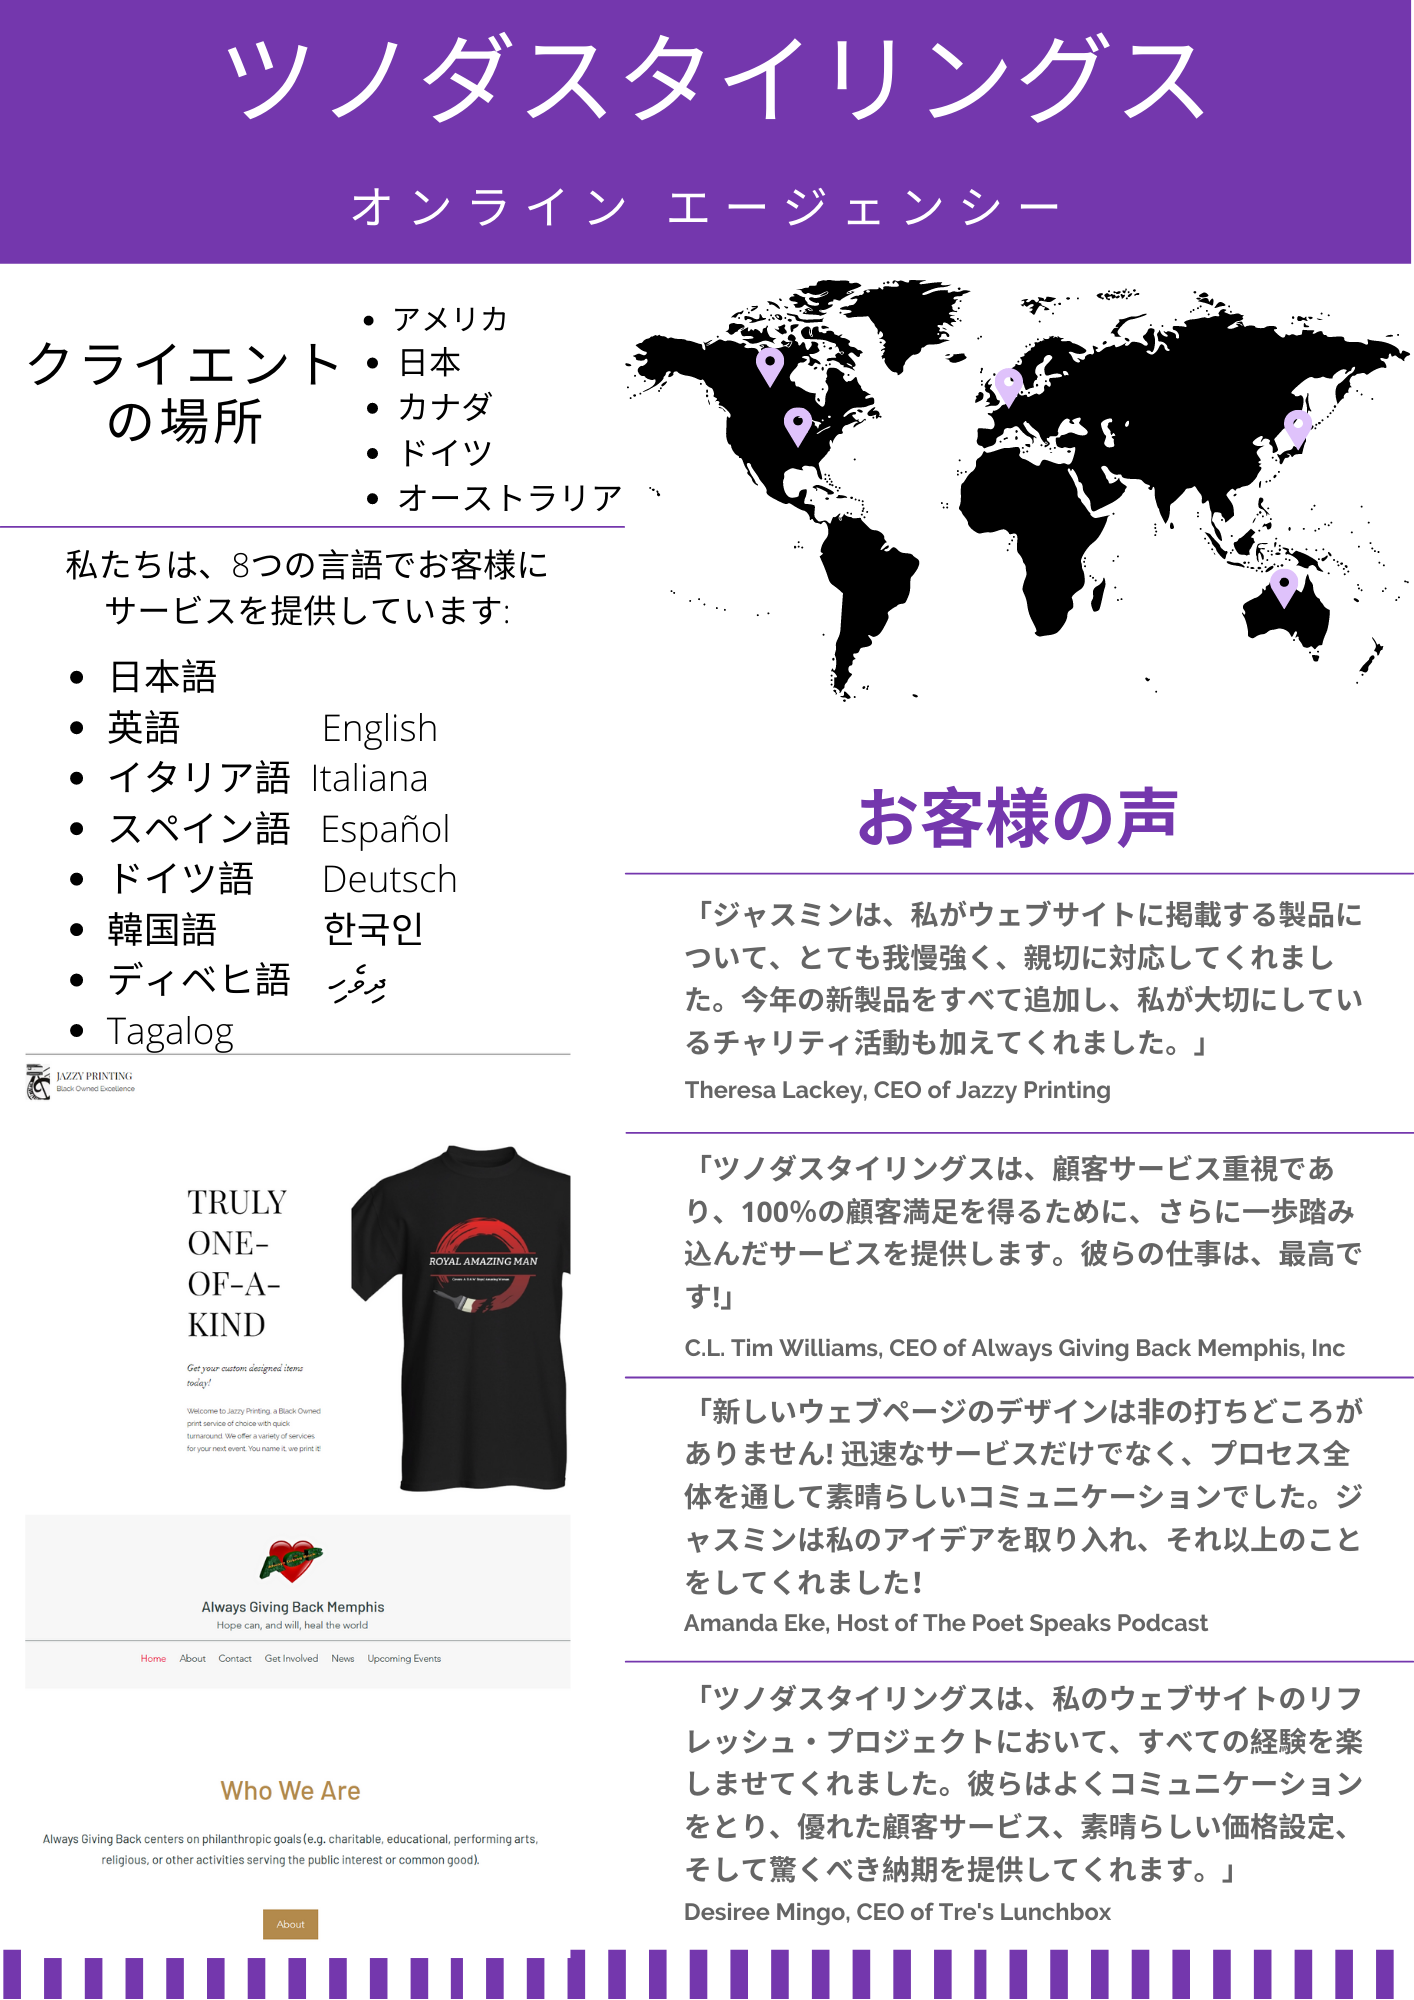 ツノダスタイリングス
オンライン エージェンシー
クライエント
の場所
アメリカ
日本
カナダ
ドイツ
オーストラリア
私たちは、8つの言語でお客様に
サービスを提供しています:
日本語
英語 English
イタリア語 Italiana
スペイン語 Español
ドイツ語 Deutsch
韓国語 한국인
ディベヒ語 ދިވެހި
Tagalog
JAZZY PRINTING
Black Owned Excellence
TRULY
ONE-
OF-A-
KIND
Get your custom designed items
today!
Welcome to Jazzy Printing, a Black Owned
print service of choice with quick
turnaround. We offer a variety of services
for your next event. You name it, we print it!
ROYAL AMAZING MAN
Always Giving Back Memphis
Hope can, and will, heal the world
Home About Contact Get Involved News Upcoming Events
Who We Are
Always Giving Back centers on philanthropic goals (e.g. charitable, educational, performing arts,
religious, or other activities serving the public interest or common good).
About
お客様の声
「ジャスミンは、私がウェブサイトに掲載する製品に
ついて、とても我慢強く、親切に対応してくれまし
た。今年の新製品をすべて追加し、私が大切にしてい
るチャリティ活動も加えてくれました。」
Theresa Lackey, CEO of Jazzy Printing
「ツノダスタイリングスは、顧客サービス重視であ
り、100%の顧客満足を得るために、さらに一歩踏み
込んだサービスを提供します。彼らの仕事は、最高で
す!」
C.L. Tim Williams, CEO of Always Giving Back Memphis, Inc
「新しいウェブページのデザインは非の打ちどころが
ありません! 迅速なサービスだけでなく、プロセス全
体を通して素晴らしいコミュニケーションでした。ジ
ャスミンは私のアイデアを取り入れ、それ以上のこと
をしてくれました!
Amanda Eke, Host of The Poet Speaks Podcast
「ツノダスタイリングスは、私のウェブサイトのリフ
レッシュ・プロジェクトにおいて、すべての経験を楽
しませてくれました。彼らはよくコミュニケーション
をとり、優れた顧客サービス、素晴らしい価格設定、
そして驚くべき納期を提供してくれます。」
Desiree Mingo, CEO of Tre's Lunchbox